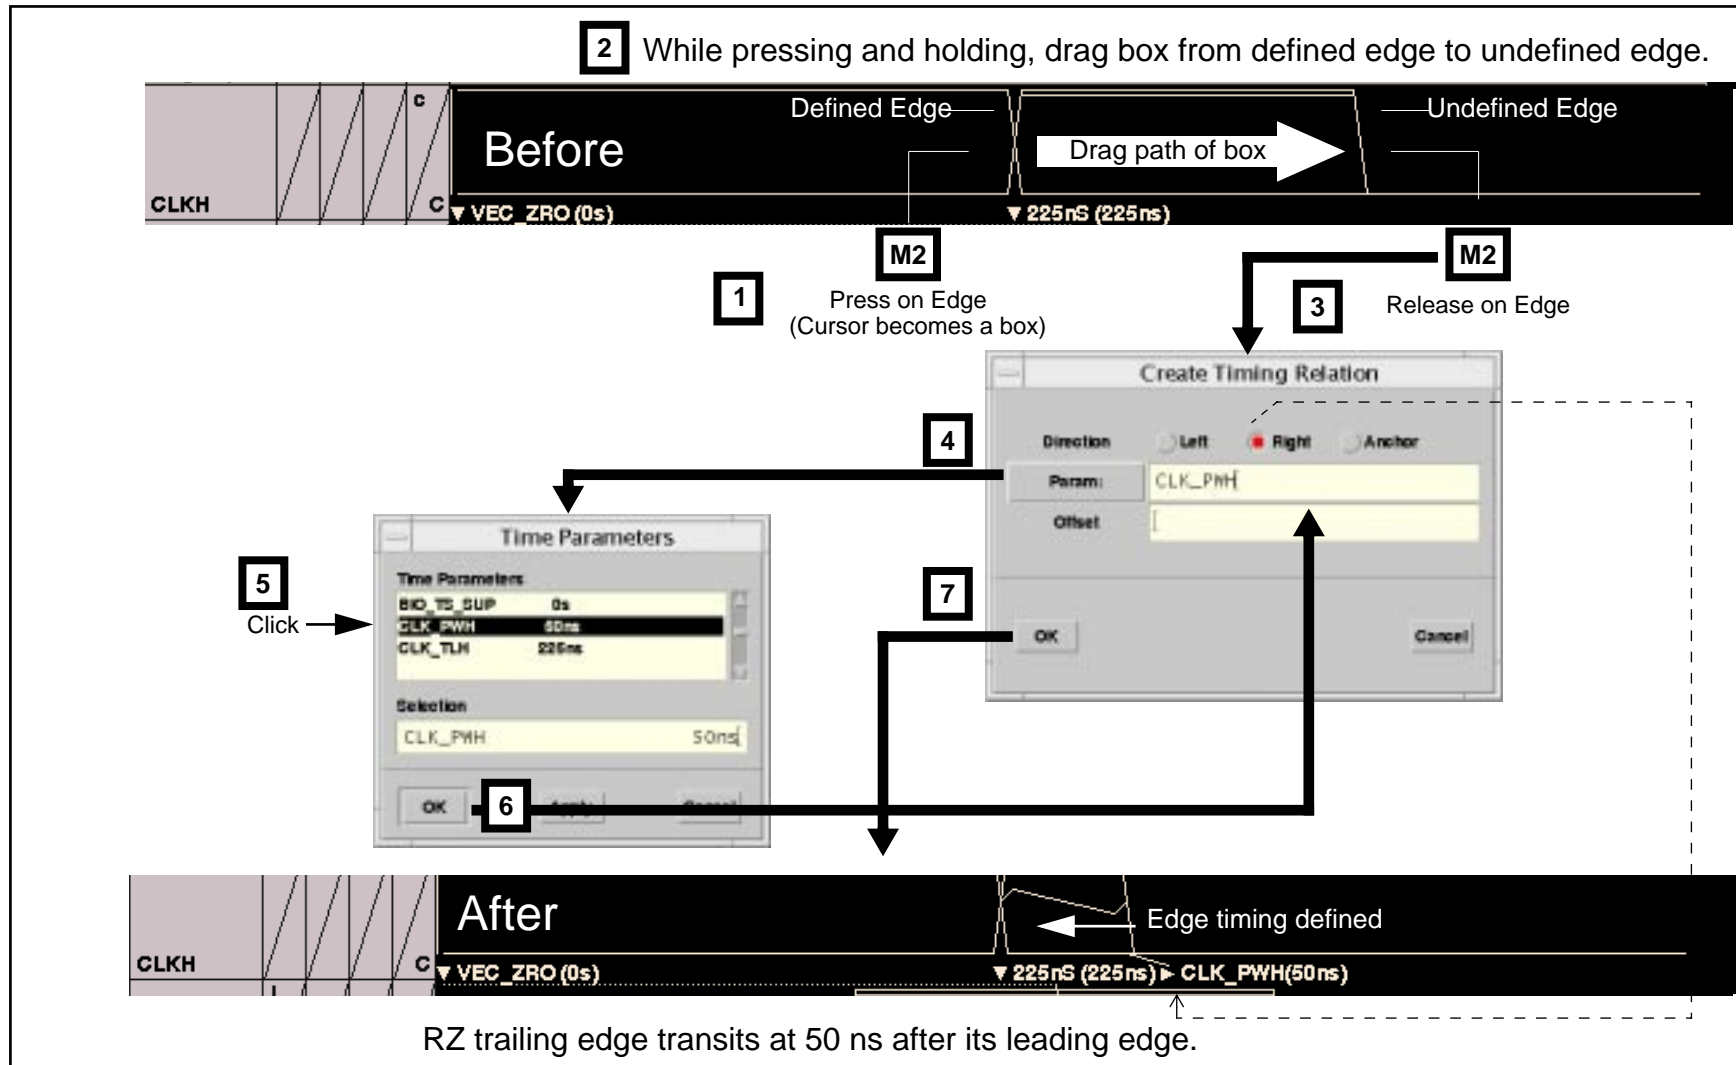 2 While pressing and holding, drag box from defined edge to undefined edge.
c
Defined Edge
Undefined Edge
Before
Drag path of box
CLKH
C
▼ VEC_ZRO (0s)
▼ 225nS (225ns)
M2
M2
1
Press on Edge
(Cursor becomes a box)
3
Release on Edge
Create Timing Relation
4
Direction Left Right Anchor
Param: CLK_PWH
Offset
Time Parameters
5
Click
Time Parameters
BIO_TS_SUP 0s
CLK_PWH 50ns
CLK_TLH 225ns
7
OK Cancel
Selection
CLK_PWH 50ns
OK 6 Apply Cancel
After
Edge timing defined
CLKH
C
▼ VEC_ZRO (0s)
▼ 225nS (225ns) ► CLK_PWH(50ns)
RZ trailing edge transits at 50 ns after its leading edge.